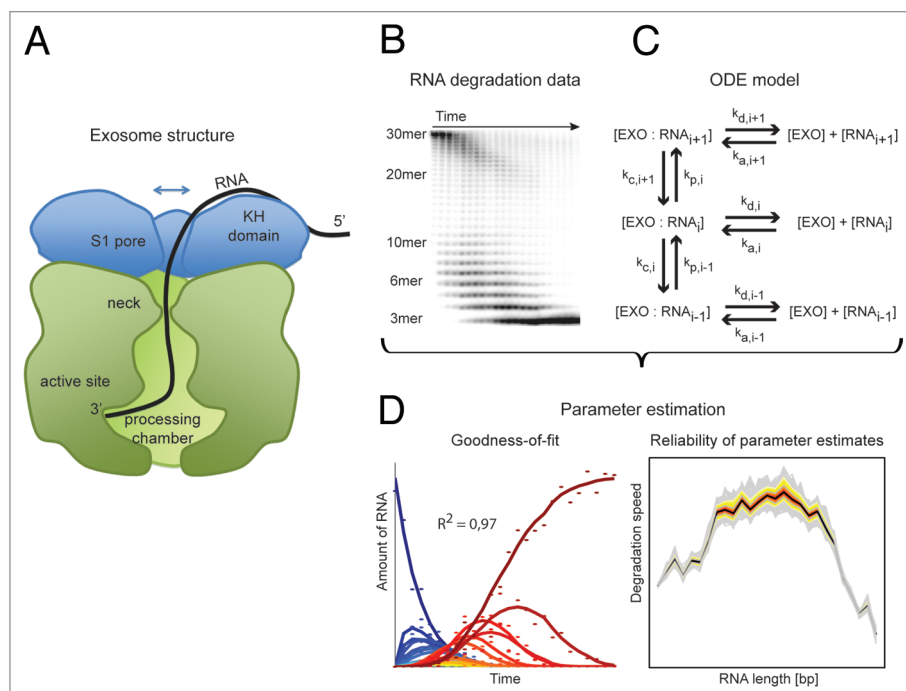 A
Exosome structure
RNA
5’
S1 pore
KH
domain
neck
active site
3’
processing
chamber
B
RNA degradation data
Time
30mer
20mer
10mer
6mer
3mer
C
ODE model
[EXO : RNAi+1]
kd,i+1
ka,i+1
[EXO] + [RNAi+1]
kc,i+1
kp,i
[EXO : RNAi]
kd,i
ka,i
[EXO] + [RNAi]
kc,i
kp,i-1
[EXO : RNAi-1]
kd,i-1
ka,i-1
[EXO] + [RNAi-1]
D
Parameter estimation
Goodness-of-fit
Amount of RNA
R² = 0,97
Time
Reliability of parameter estimates
Degradation speed
RNA length [bp]